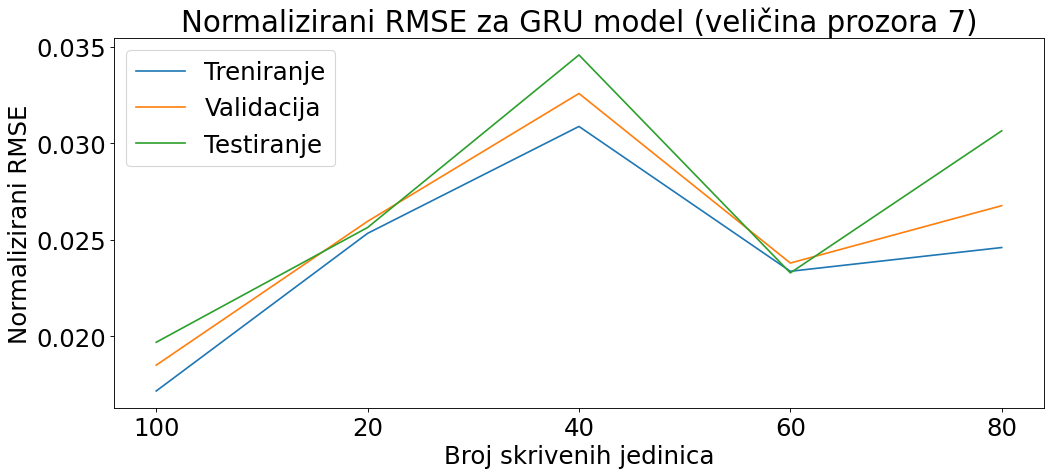 Normalizirani RMSE za GRU model (veličina prozora 7)
Normalizirani RMSE
0.035
0.030
0.025
0.020
Treniranje
Validacija
Testiranje
100 20 40 60 80
Broj skrivenih jedinica